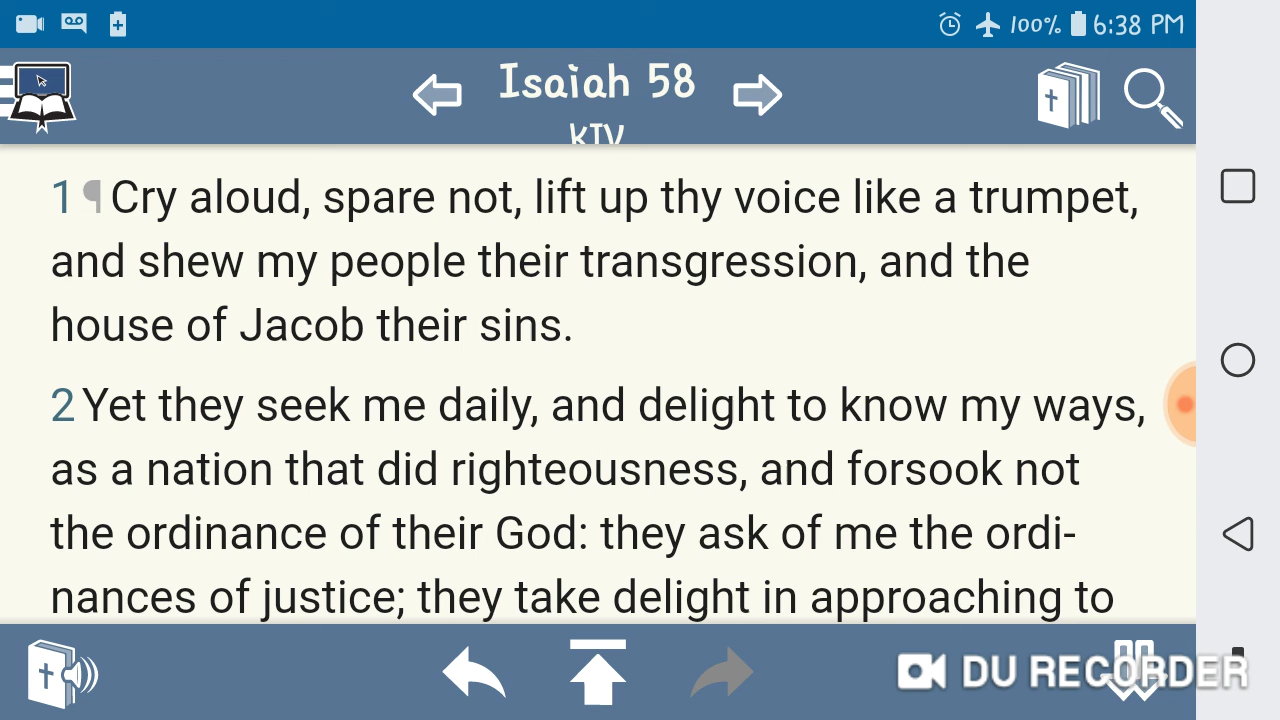 100% 6:38 PM
Isaiah 58
KJV
1 ¶ Cry aloud, spare not, lift up thy voice like a trumpet,
and shew my people their transgression, and the
house of Jacob their sins.
2 Yet they seek me daily, and delight to know my ways,
as a nation that did righteousness, and forsook not
the ordinance of their God: they ask of me the ordi-
nances of justice; they take delight in approaching to
DU RECORDER